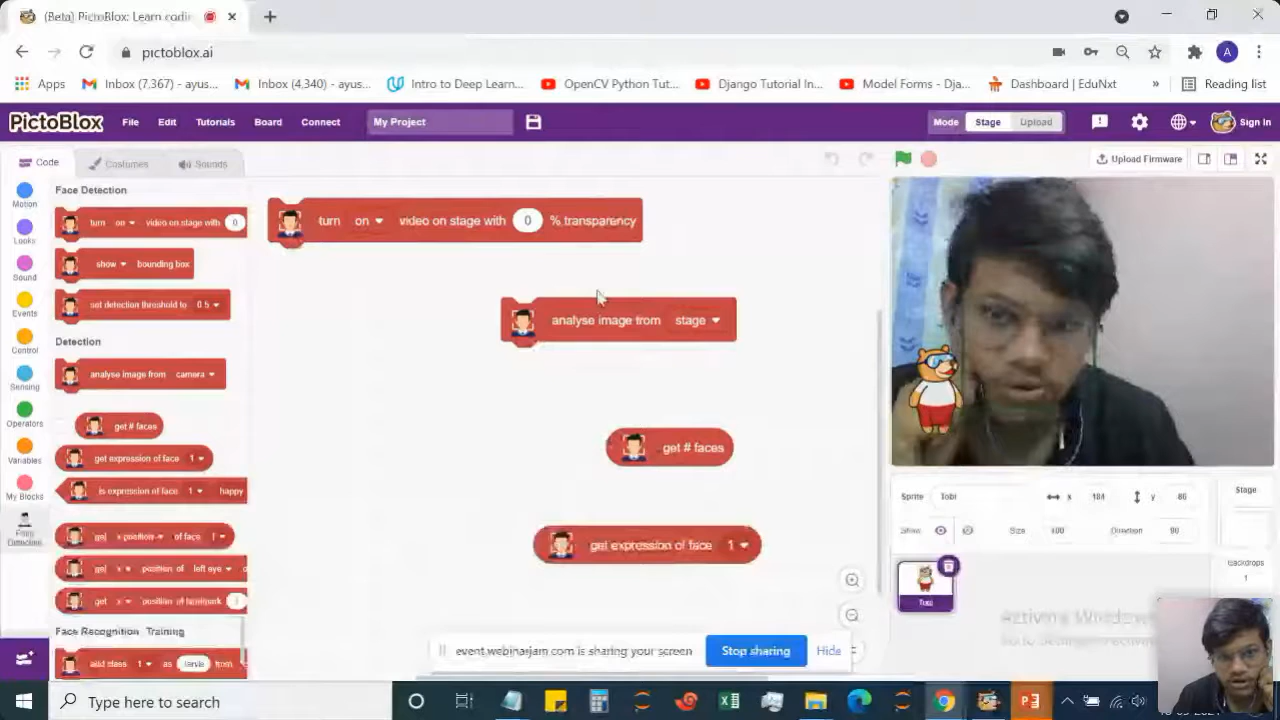 (Beta) PictoBlox: Learn codi
pictoblox.ai
Apps
Inbox (7,367) - ayus...
Inbox (4,340) - ayus...
Intro to Deep Learn...
OpenCV Python Tut...
Django Tutorial In...
Model Forms - Dja...
Dashboard | EduNxt
»
Reading list
PictoBlox
File
Edit
Tutorials
Board
Connect
My Project
Mode
Stage
Upload
Sign In
Code
Costumes
Sounds
Upload Firmware
Motion
Looks
Sound
Events
Control
Sensing
Operators
Variables
My Blocks
Face
Detection
Face Detection
turn on video on stage with 0
show bounding box
set detection threshold to 0.5
Detection
analyse image from camera
get # faces
get expression of face 1
is expression of face 1 happy
get x position of face 1
get x position of left eye
get x position of landmark
Face Recognition Training
add class 1 as from
turn on video on stage with 0 % transparency
analyse image from stage
get # faces
get expression of face 1
Sprite
Tobi
x
y
Show
Size
100
Direction
90
Stage
Backdrops
1
Tobi
Activate Windows
event.webinarjam.com is sharing your screen
Stop sharing
Hide
Type here to search